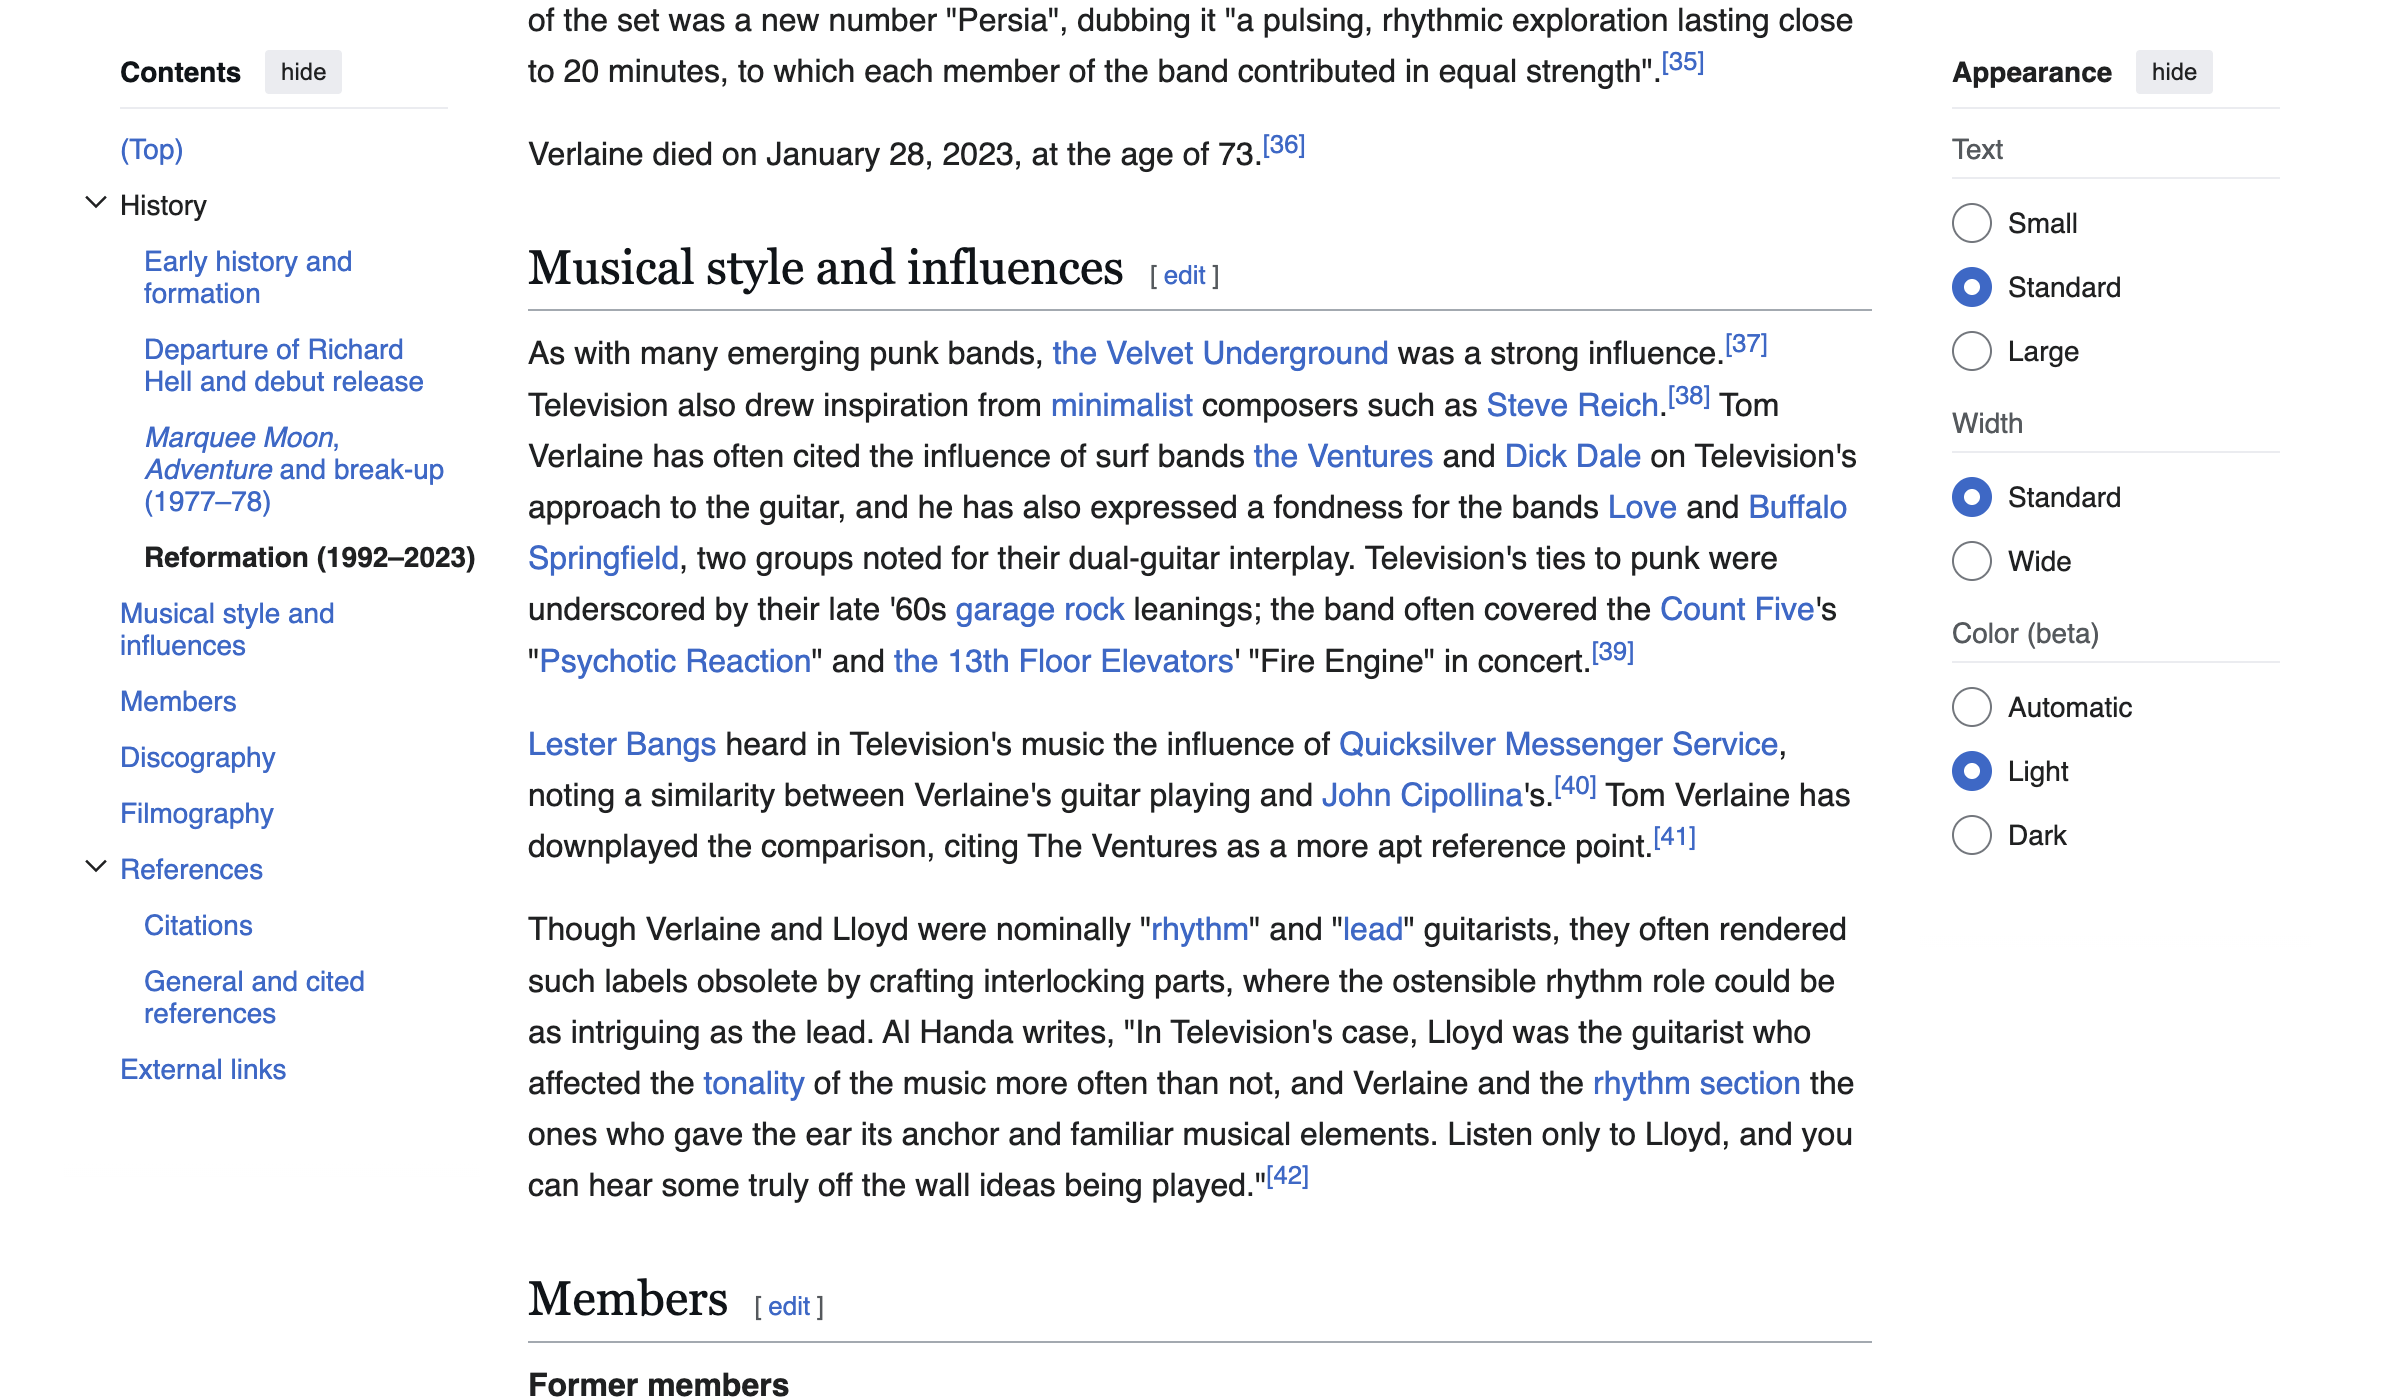 Contents hide
(Top)
History
Early history and
formation
Departure of Richard
Hell and debut release
Marquee Moon,
Adventure and break-up
(1977–78)
Reformation (1992–2023)
Musical style and
influences
Members
Discography
Filmography
References
Citations
General and cited
references
External links
of the set was a new number "Persia", dubbing it "a pulsing, rhythmic exploration lasting close
to 20 minutes, to which each member of the band contributed in equal strength".[35]
Verlaine died on January 28, 2023, at the age of 73.[36]
Musical style and influences [ edit ]
As with many emerging punk bands, the Velvet Underground was a strong influence.[37]
Television also drew inspiration from minimalist composers such as Steve Reich.[38] Tom
Verlaine has often cited the influence of surf bands the Ventures and Dick Dale on Television's
approach to the guitar, and he has also expressed a fondness for the bands Love and Buffalo
Springfield, two groups noted for their dual-guitar interplay. Television's ties to punk were
underscored by their late '60s garage rock leanings; the band often covered the Count Five's
"Psychotic Reaction" and the 13th Floor Elevators' "Fire Engine" in concert.[39]
Lester Bangs heard in Television's music the influence of Quicksilver Messenger Service,
noting a similarity between Verlaine's guitar playing and John Cipollina's.[40] Tom Verlaine has
downplayed the comparison, citing The Ventures as a more apt reference point.[41]
Though Verlaine and Lloyd were nominally "rhythm" and "lead" guitarists, they often rendered
such labels obsolete by crafting interlocking parts, where the ostensible rhythm role could be
as intriguing as the lead. Al Handa writes, "In Television's case, Lloyd was the guitarist who
affected the tonality of the music more often than not, and Verlaine and the rhythm section the
ones who gave the ear its anchor and familiar musical elements. Listen only to Lloyd, and you
can hear some truly off the wall ideas being played."[42]
Members [ edit ]
Former members
Appearance hide
Text
Small
Standard
Large
Width
Standard
Wide
Color (beta)
Automatic
Light
Dark